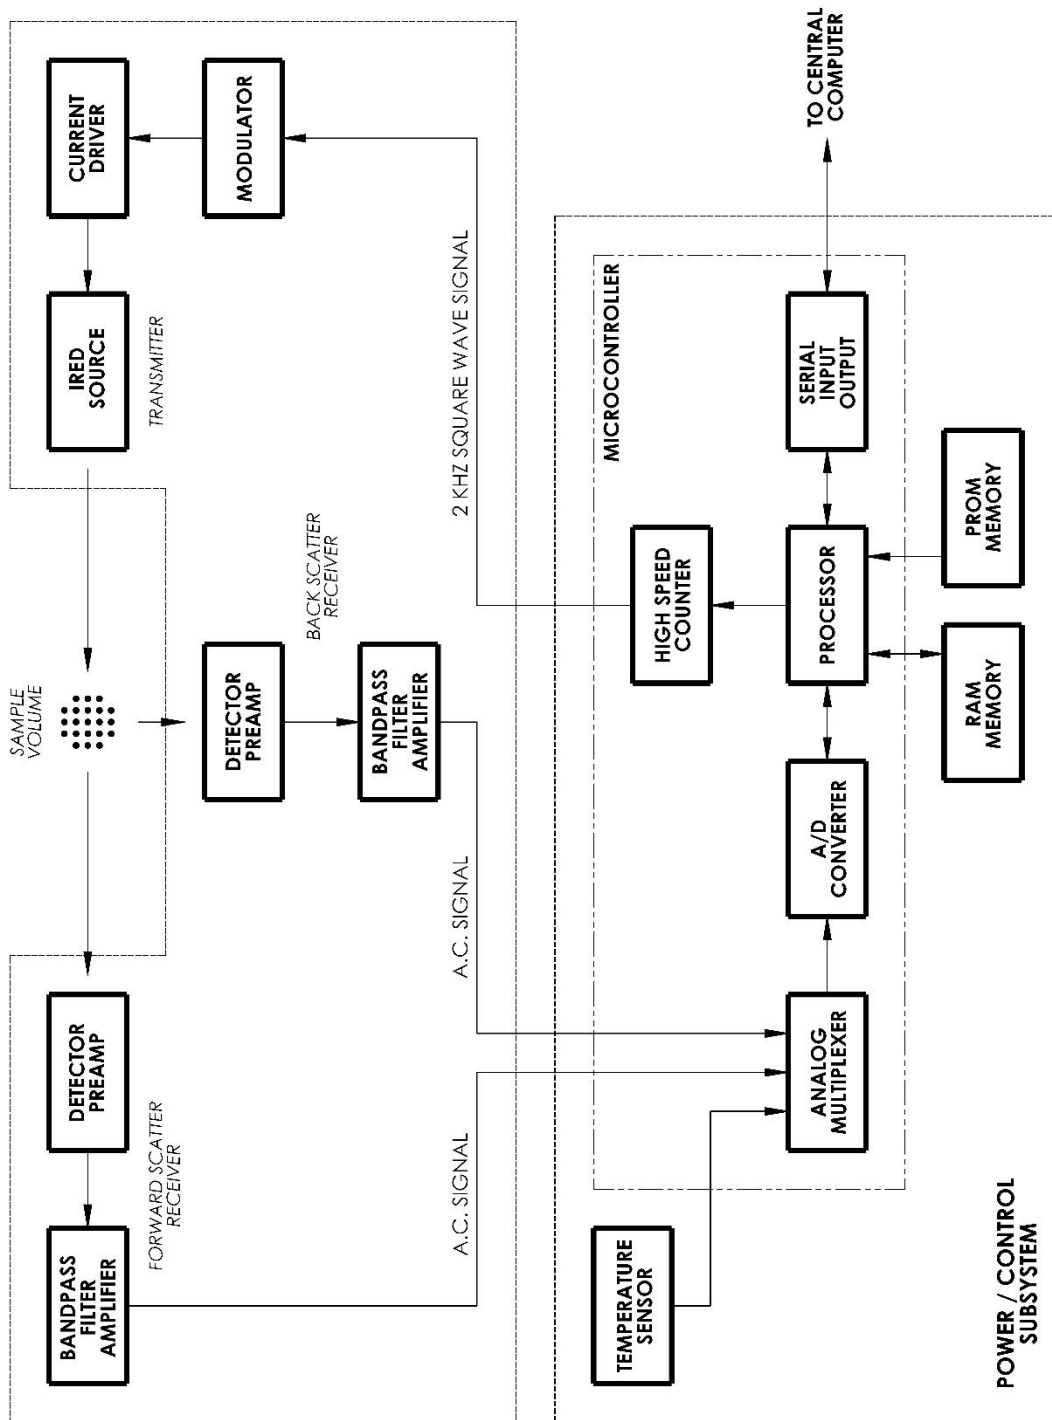 BANDPASS
FILTER
AMPLIFIER
DETECTOR
PREAMP
FORWARD SCATTER
RECEIVER
SAMPLE
VOLUME
IRED
SOURCE
TRANSMITTER
CURRENT
DRIVER
MODULATOR
DETECTOR
PREAMP
BACK SCATTER
RECEIVER
BANDPASS
FILTER
AMPLIFIER
A.C. SIGNAL
A.C. SIGNAL
2 KHZ SQUARE WAVE SIGNAL
TEMPERATURE
SENSOR
MICROCONTROLLER
HIGH SPEED
COUNTER
ANALOG
MULTIPLEXER
A/D
CONVERTER
PROCESSOR
SERIAL
INPUT
OUTPUT
TO CENTRAL
COMPUTER
RAM
MEMORY
PROM
MEMORY
POWER / CONTROL
SUBSYSTEM